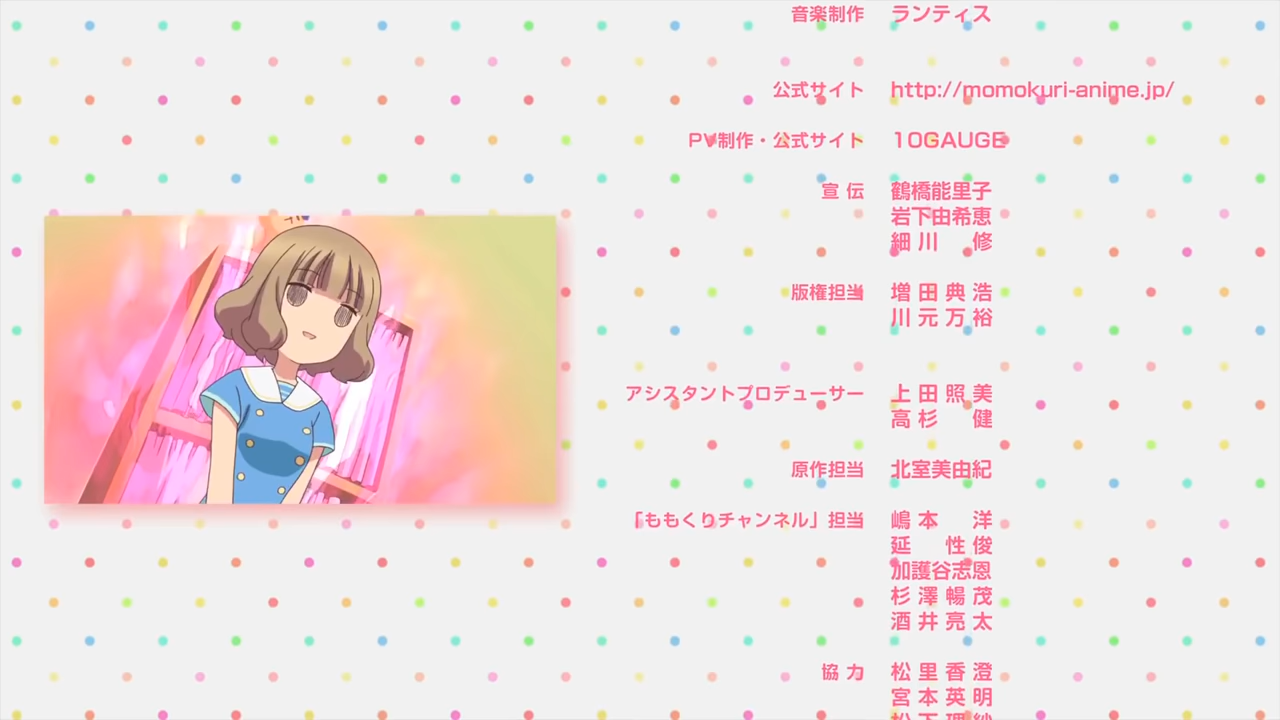 音楽制作 ランティス
公式サイト http://momokuri-anime.jp/
PV制作・公式サイト 10GAUGE
宣伝 鶴橋能里子
岩下由希恵
細川 修
版権担当 増田典浩
川元万裕
アシスタントプロデューサー 上田照美
高杉 健
原作担当 北室美由紀
「ももくりチャンネル」担当 嶋本 洋
延 性俊
加護谷志恩
杉澤暢茂
酒井亮太
協力 松里香澄
宮本英明
松下理紗